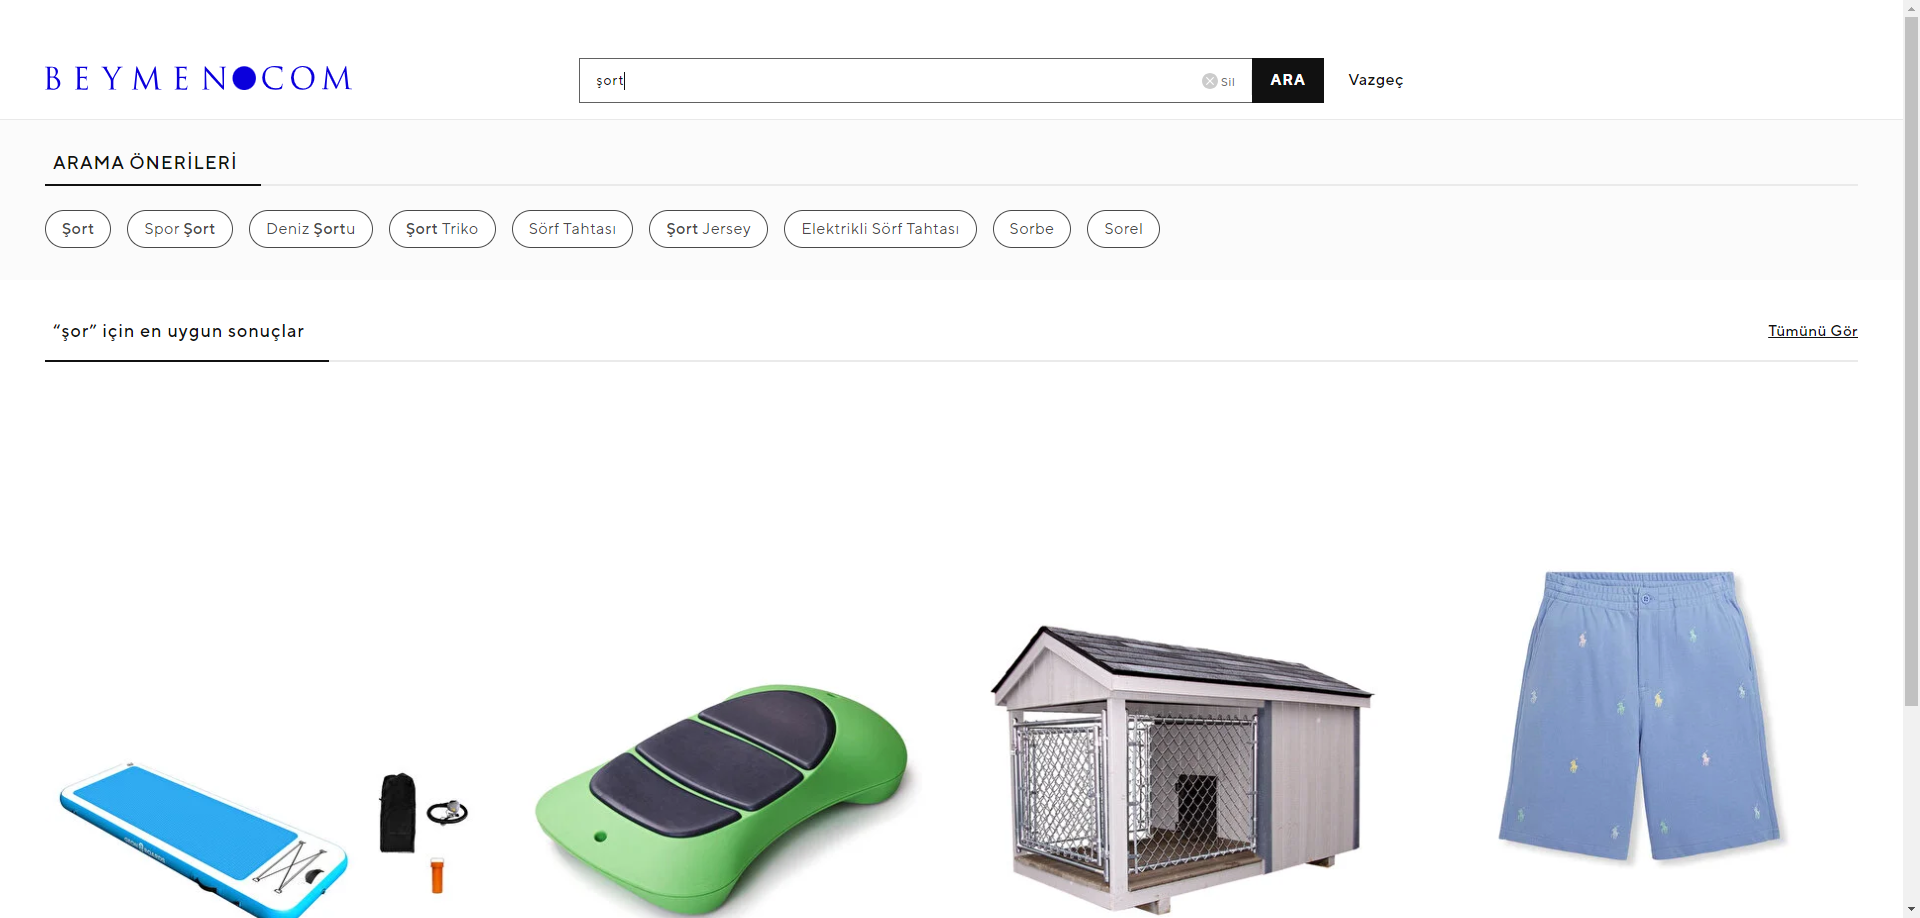 BEYMEN COM
şort
Sil
ARA
Vazgeç
ARAMA ÖNERİLERİ
Şort
Spor Şort
Deniz Şortu
Şort Triko
Sörf Tahtası
Şort Jersey
Elektrikli Sörf Tahtası
Sorbe
Sorel
“şor” için en uygun sonuçlar
Tümünü Gör